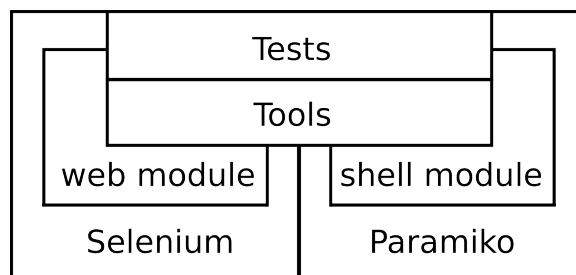 Tests
Tools
web module
shell module
Selenium
Paramiko